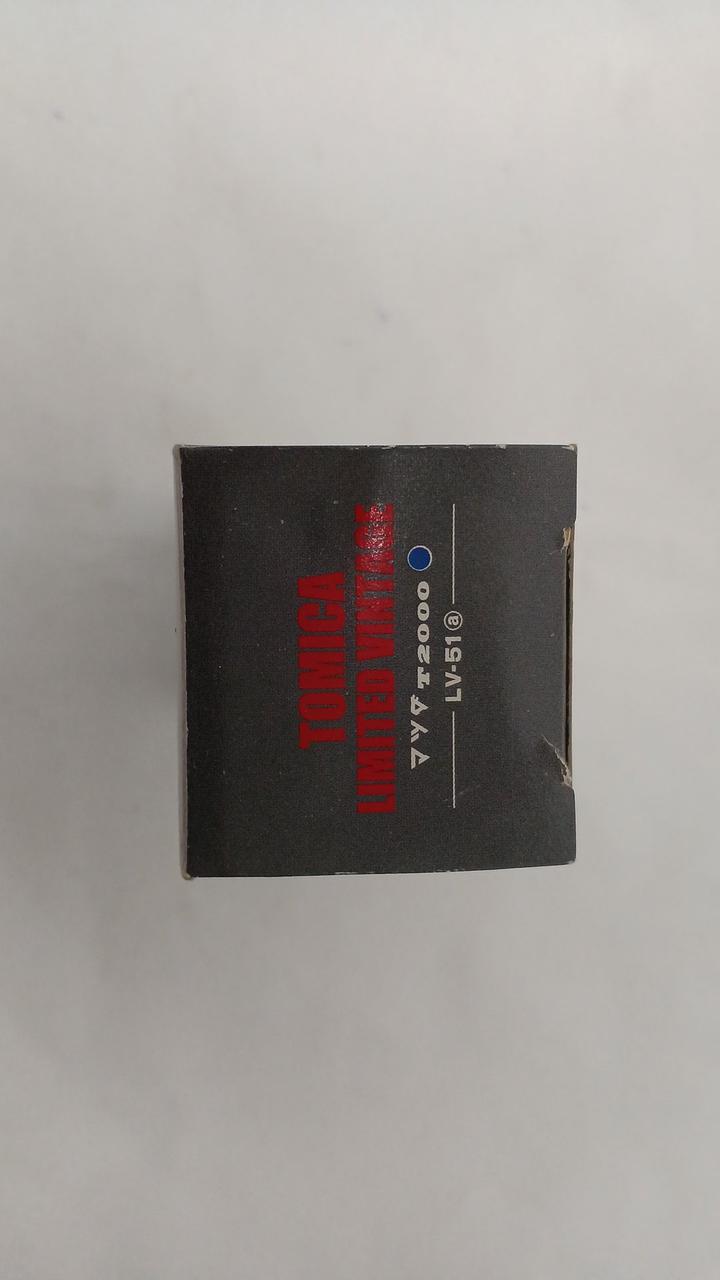 TOMICA
LIMITED VINTAGE
マツダ T2000
LV-51ⓐ